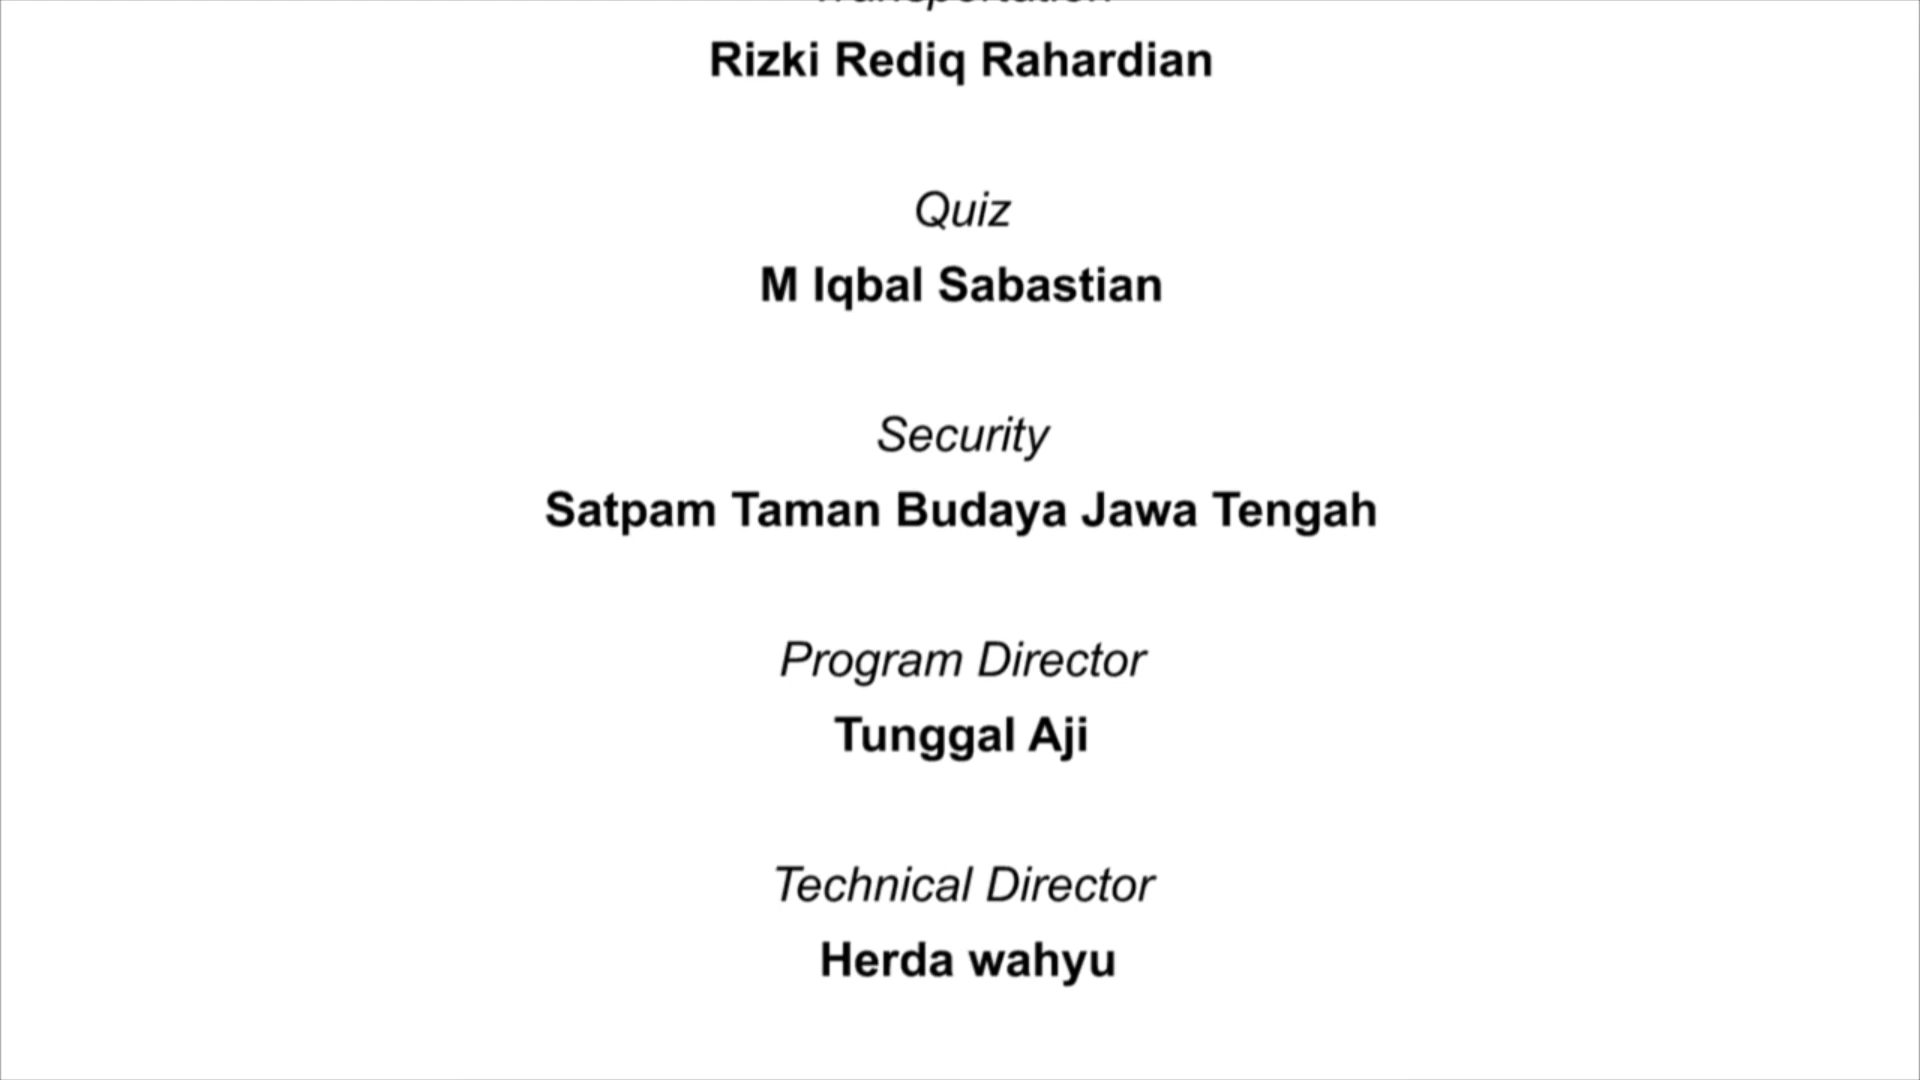 Transportation
Rizki Rediq Rahardian
Quiz
M Iqbal Sabastian
Security
Satpam Taman Budaya Jawa Tengah
Program Director
Tunggal Aji
Technical Director
Herda wahyu